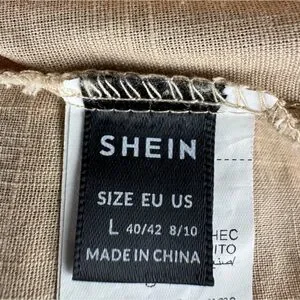 SHEIN
SIZE EU US
L 40/42 8/10
MADE IN CHINA